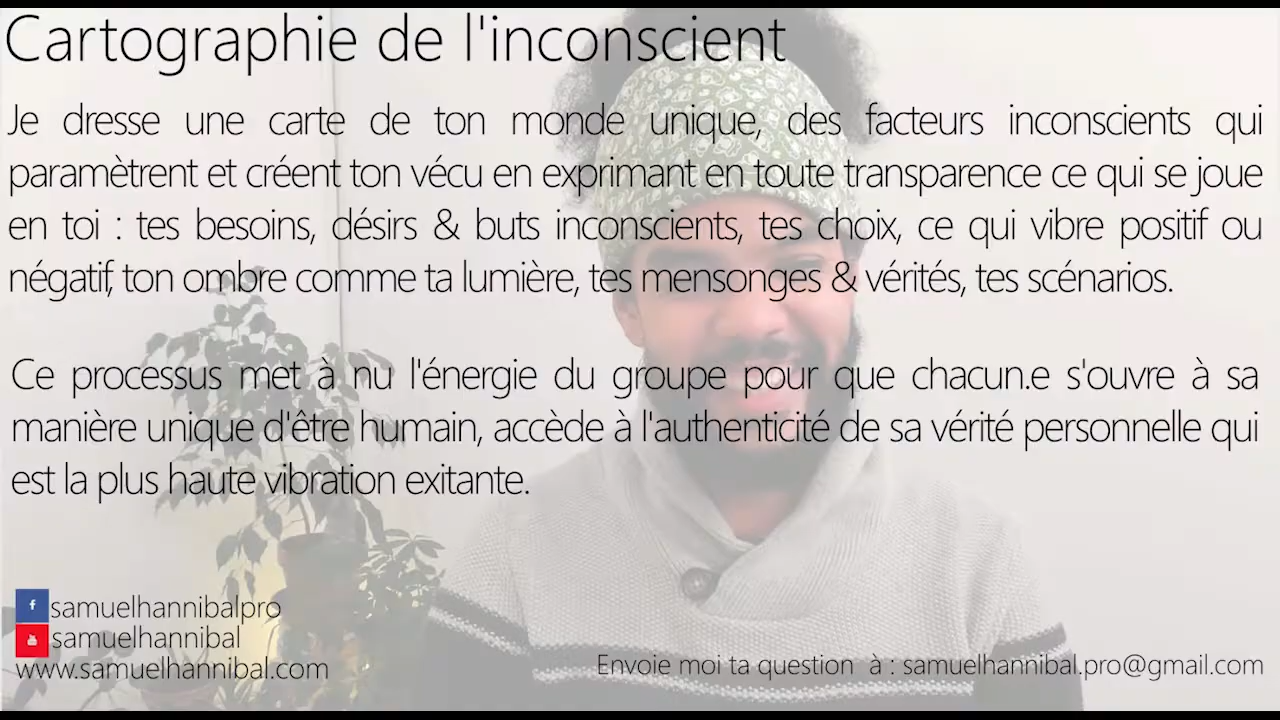 Cartographie de l'inconscient
Je dresse une carte de ton monde unique, des facteurs inconscients qui
paramètrent et créent ton vécu en exprimant en toute transparence ce qui se joue
en toi : tes besoins, désirs & buts inconscients, tes choix, ce qui vibre positif ou
négatif, ton ombre comme ta lumière, tes mensonges & vérités, tes scénarios.
Ce processus met à nu l'énergie du groupe pour que chacun.e s'ouvre à sa
manière unique d'être humain, accède à l'authenticité de sa vérité personnelle qui
est la plus haute vibration exitante.
f samuelhannibalpro
samuelhannibal
www.samuelhannibal.com
Envoie moi ta question à : samuelhannibal.pro@gmail.com